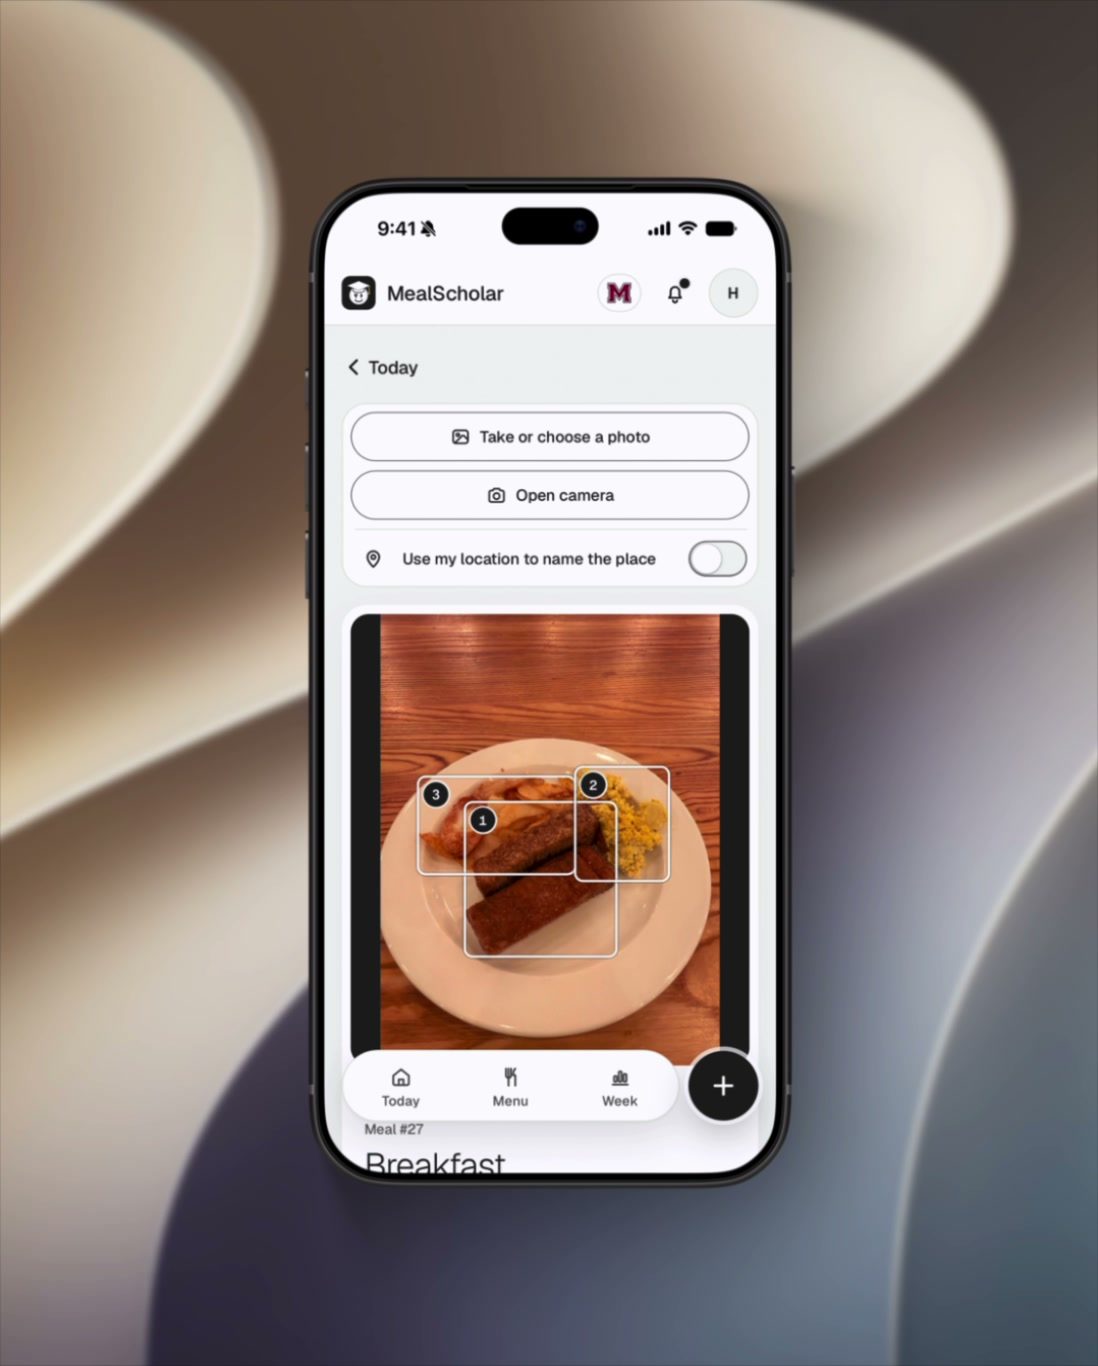 9:41
MealScholar
M
H
Today
Take or choose a photo
Open camera
Use my location to name the place
3
2
1
Today
Menu
Week
Meal #27
Breakfast